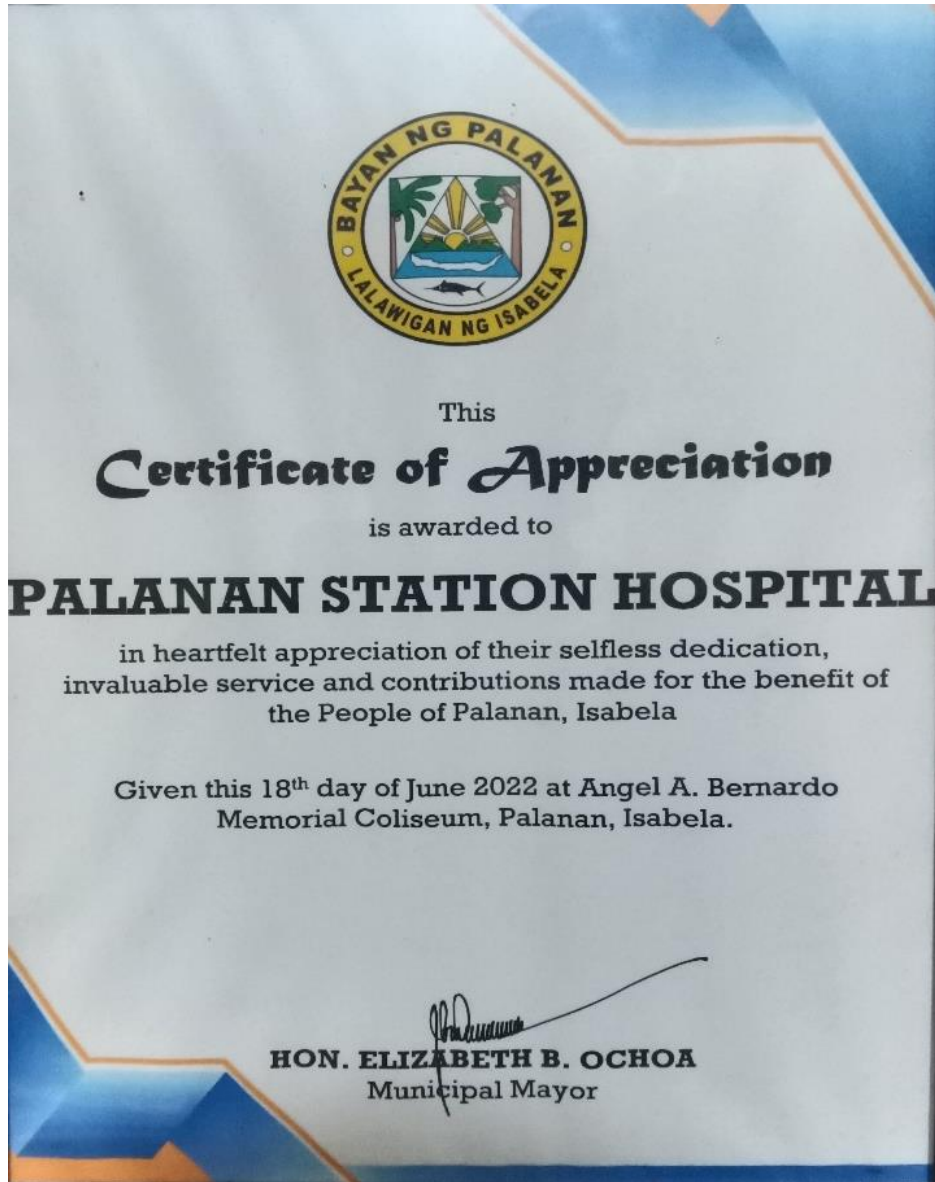 BAYAN NG PALANAN
LALAWIGAN NG ISABELA
This
Certificate of Appreciation
is awarded to
PALANAN STATION HOSPITAL
in heartfelt appreciation of their selfless dedication,
invaluable service and contributions made for the benefit of
the People of Palanan, Isabela
Given this 18th day of June 2022 at Angel A. Bernardo
Memorial Coliseum, Palanan, Isabela.
HON. ELIZABETH B. OCHOA
Municipal Mayor